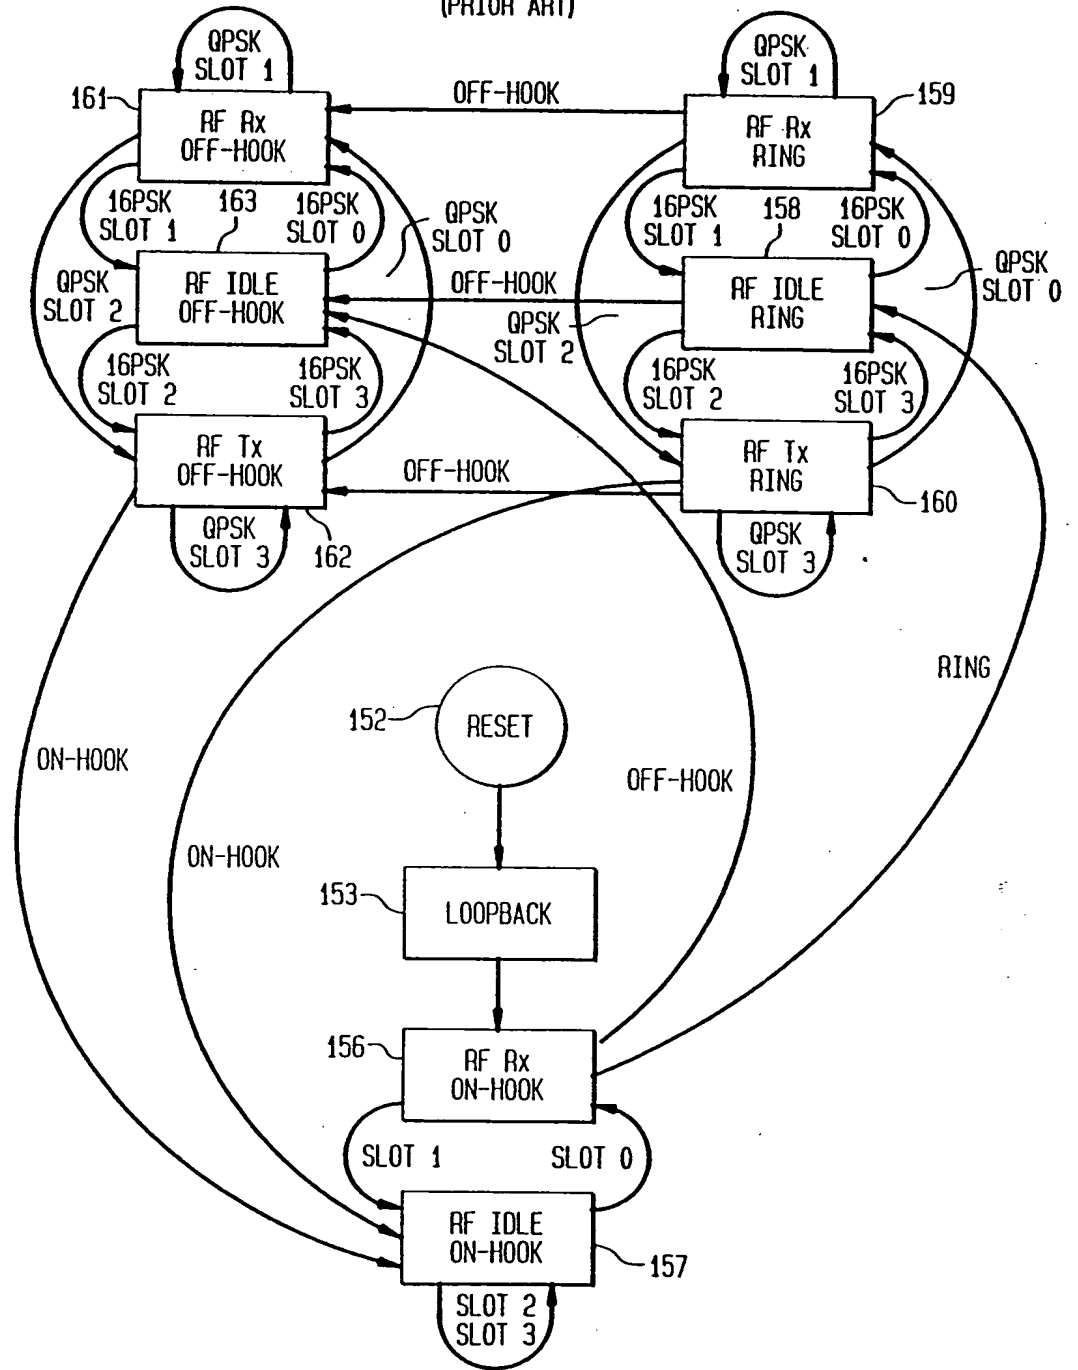 (PRIOR ART)
QPSK
SLOT 1
QPSK
SLOT 1
161
RF Rx
OFF-HOOK
OFF-HOOK
RF Rx
RING
159
16PSK
SLOT 1
163
16PSK
SLOT 0
QPSK
SLOT 0
16PSK
SLOT 1
158
16PSK
SLOT 0
QPSK
SLOT 0
QPSK
SLOT 2
RF IDLE
OFF-HOOK
OFF-HOOK
QPSK
SLOT 2
RF IDLE
RING
16PSK
SLOT 2
16PSK
SLOT 3
16PSK
SLOT 2
16PSK
SLOT 3
RF Tx
OFF-HOOK
OFF-HOOK
RF Tx
RING
160
QPSK
SLOT 3
162
QPSK
SLOT 3
RING
152
RESET
ON-HOOK
OFF-HOOK
ON-HOOK
153
LOOPBACK
156
RF Rx
ON-HOOK
SLOT 1
SLOT 0
RF IDLE
ON-HOOK
157
SLOT 2
SLOT 3